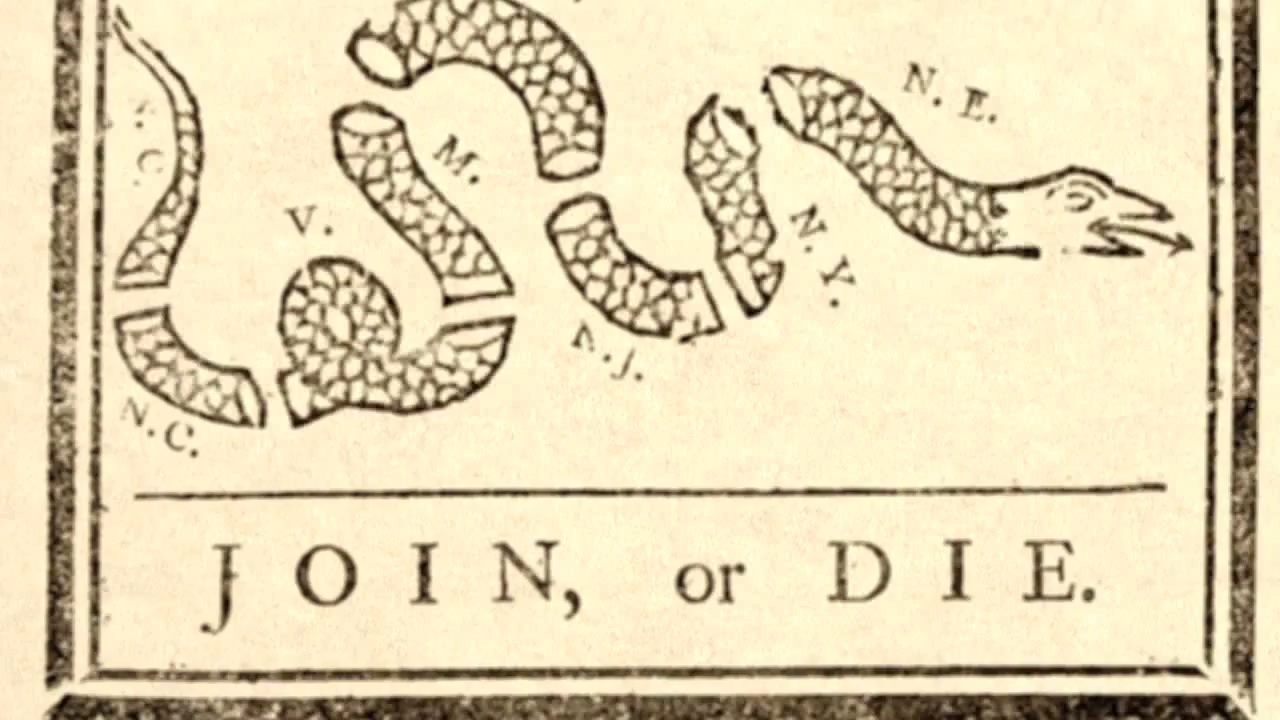 N. E.
M.
V.
N. Y.
N. J.
N. C.
JOIN, or DIE.